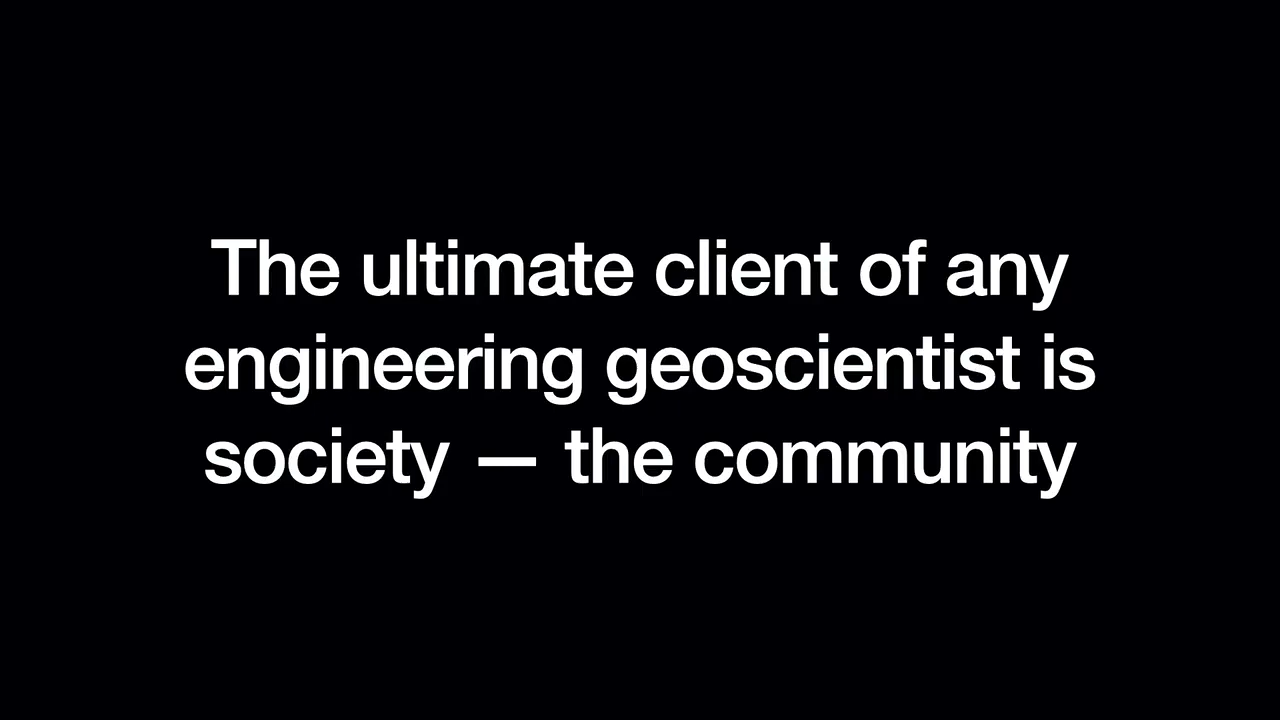 The ultimate client of any
engineering geoscientist is
society — the community